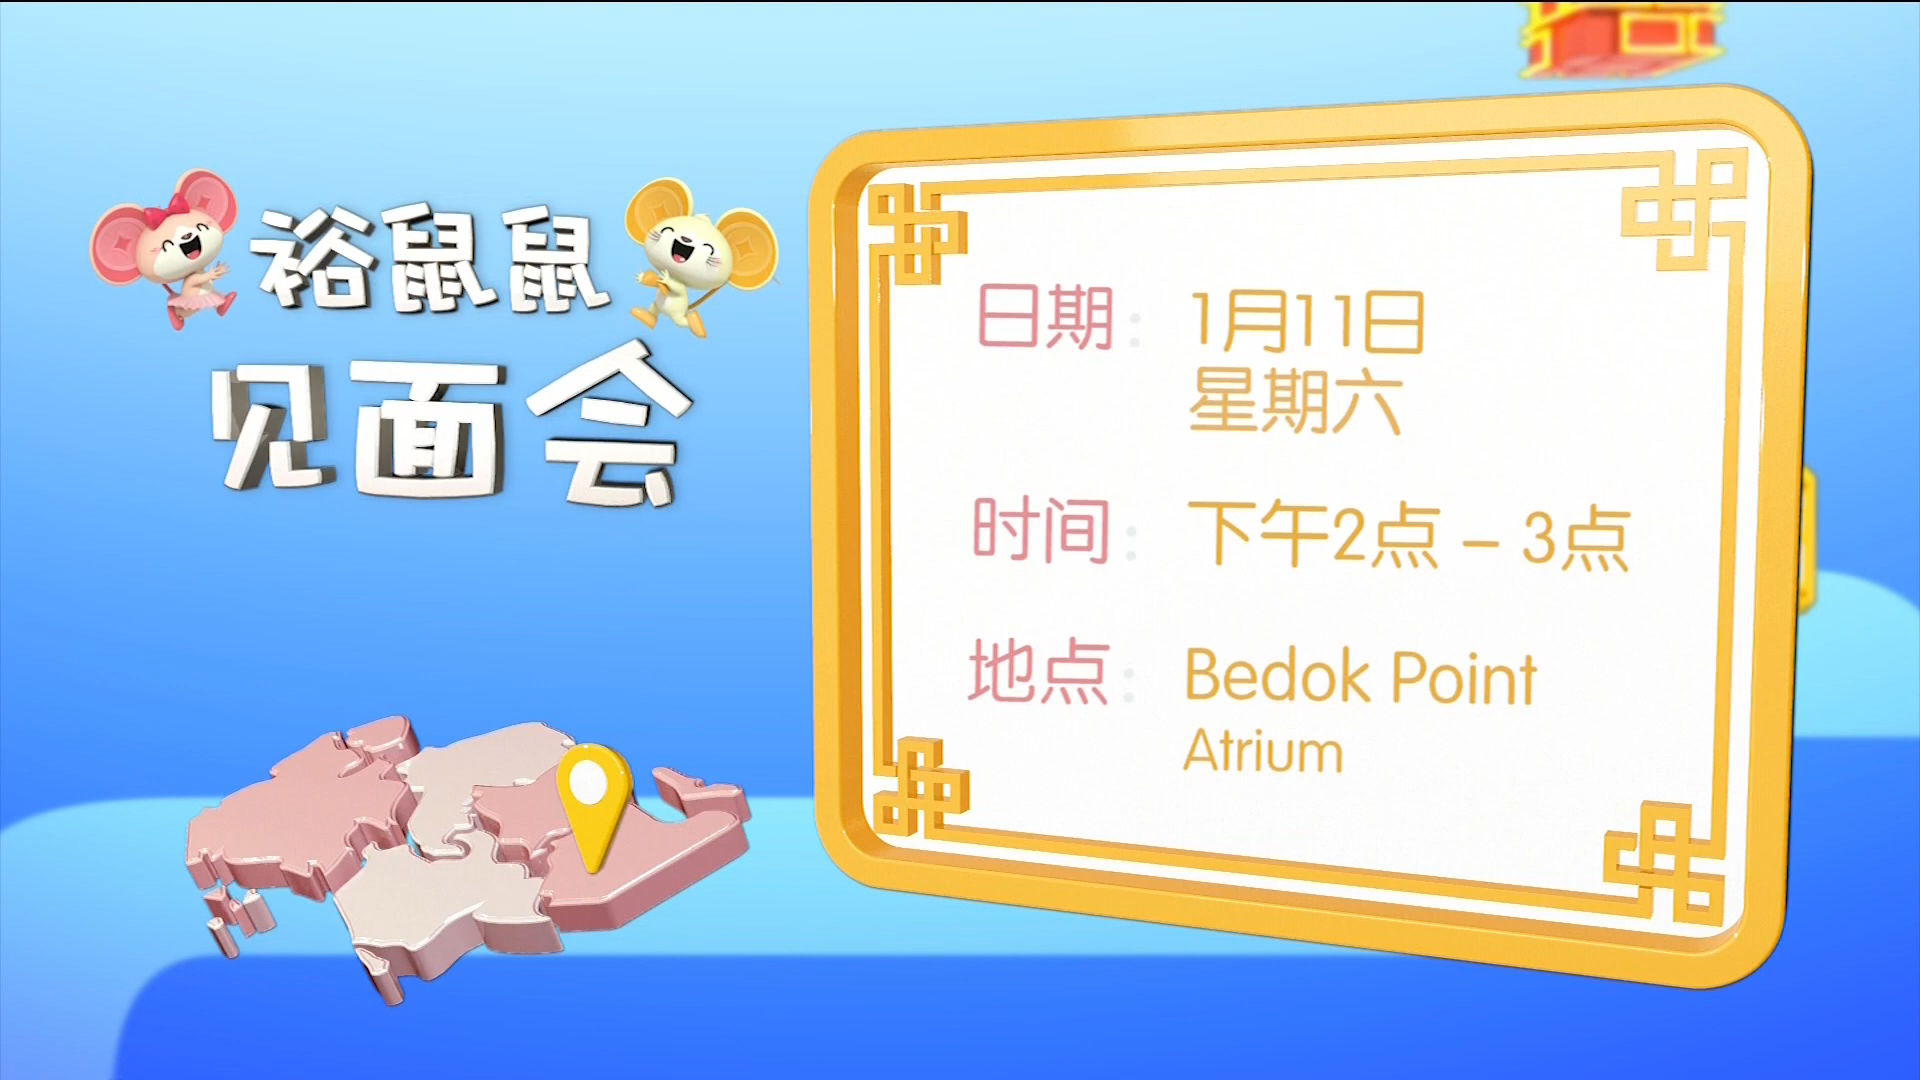 裕鼠鼠
见面会
日期： 1月11日
星期六
时间： 下午2点 – 3点
地点： Bedok Point
Atrium